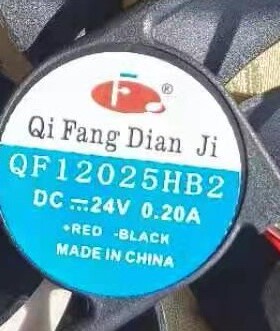 ®
Qi Fang Dian Ji
QF12025HB2
DC ⎓24V 0.20A
+RED -BLACK
MADE IN CHINA